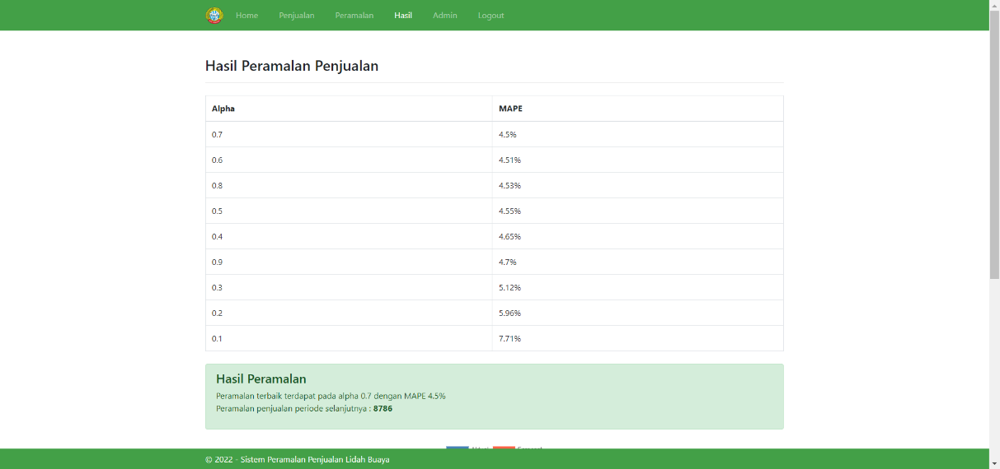 Home Penjualan Peramalan Hasil Admin Logout
Hasil Peramalan Penjualan
Alpha MAPE
0.7 4.5%
0.6 4.51%
0.8 4.53%
0.5 4.55%
0.4 4.65%
0.9 4.7%
0.3 5.12%
0.2 5.96%
0.1 7.71%
Hasil Peramalan
Peramalan terbaik terdapat pada alpha 0.7 dengan MAPE 4.5%
Peramalan penjualan periode selanjutnya : 8786
© 2022 - Sistem Peramalan Penjualan Lidah Buaya